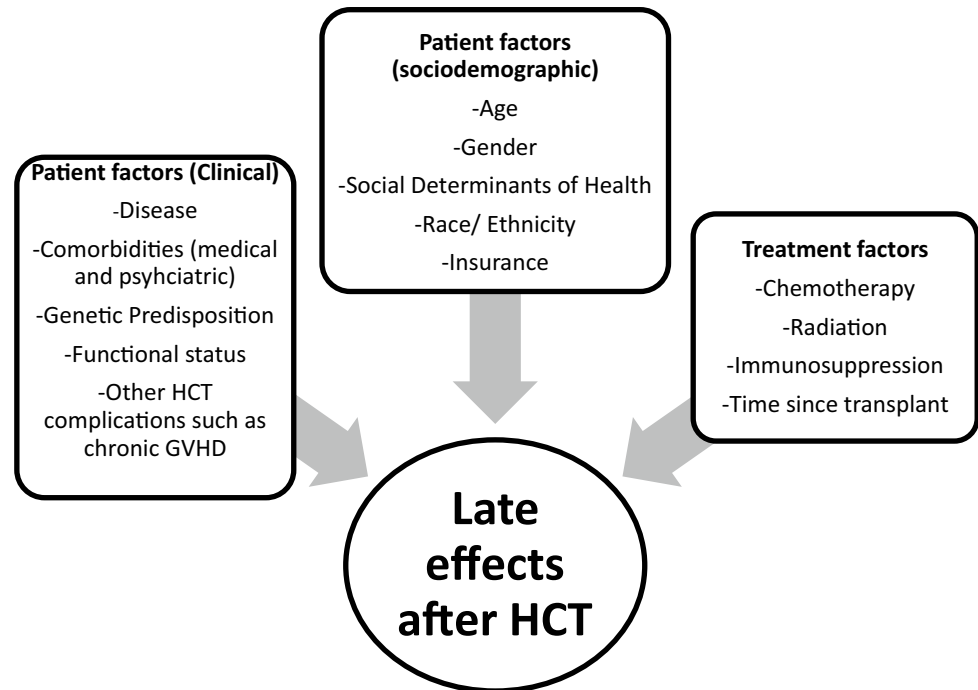 Patient factors (Clinical)
-Disease
-Comorbidities (medical
and psyhciatric)
-Genetic Predisposition
-Functional status
-Other HCT
complications such as
chronic GVHD
Patient factors
(sociodemographic)
-Age
-Gender
-Social Determinants of Health
-Race/ Ethnicity
-Insurance
Treatment factors
-Chemotherapy
-Radiation
-Immunosuppression
-Time since transplant
Late
effects
after HCT